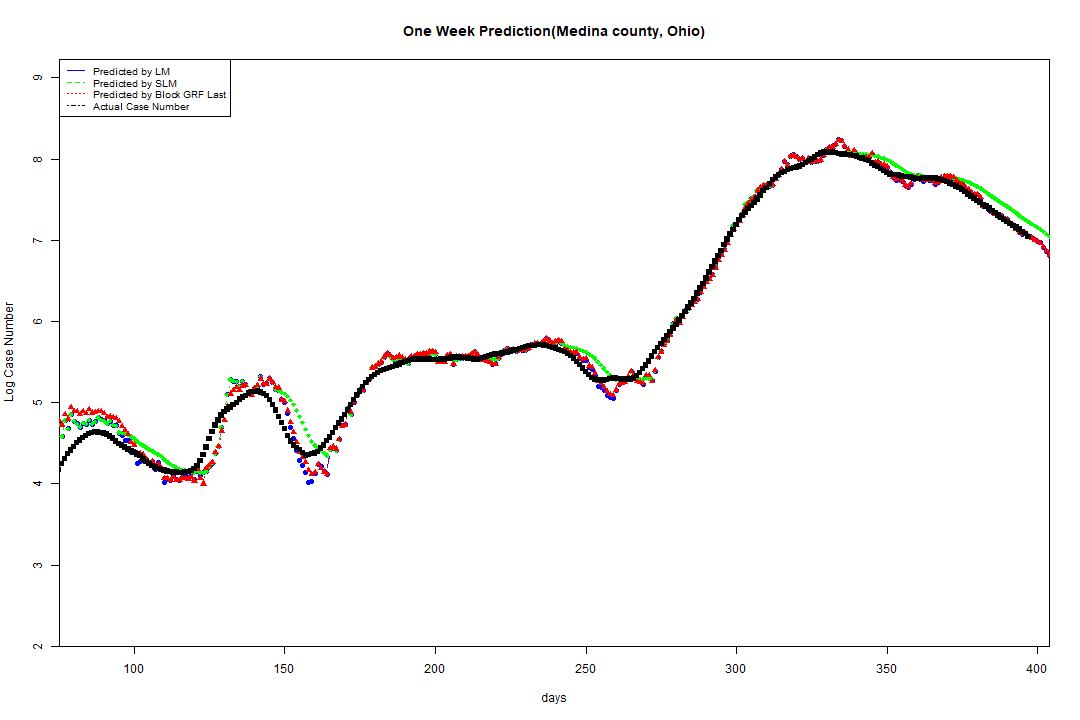 One Week Prediction(Medina county, Ohio)
Predicted by LM
Predicted by SLM
Predicted by Block GRF Last
Actual Case Number
9
8
7
6
5
4
3
2
Log Case Number
100 150 200 250 300 350 400
days